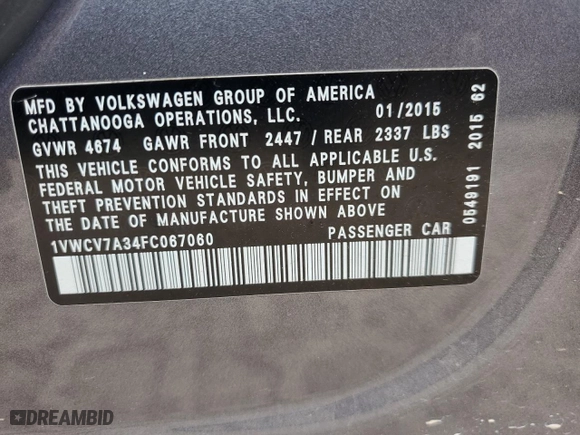 MFD BY VOLKSWAGEN GROUP OF AMERICA
CHATTANOOGA OPERATIONS, LLC. 01/2015
GVWR 4674 GAWR FRONT 2447 / REAR 2337 LBS
THIS VEHICLE CONFORMS TO ALL APPLICABLE U.S.
FEDERAL MOTOR VEHICLE SAFETY, BUMPER AND
THEFT PREVENTION STANDARDS IN EFFECT ON
THE DATE OF MANUFACTURE SHOWN ABOVE
1VWCV7A34FC067060 PASSENGER CAR
0549191 2015 62
DREAMBID